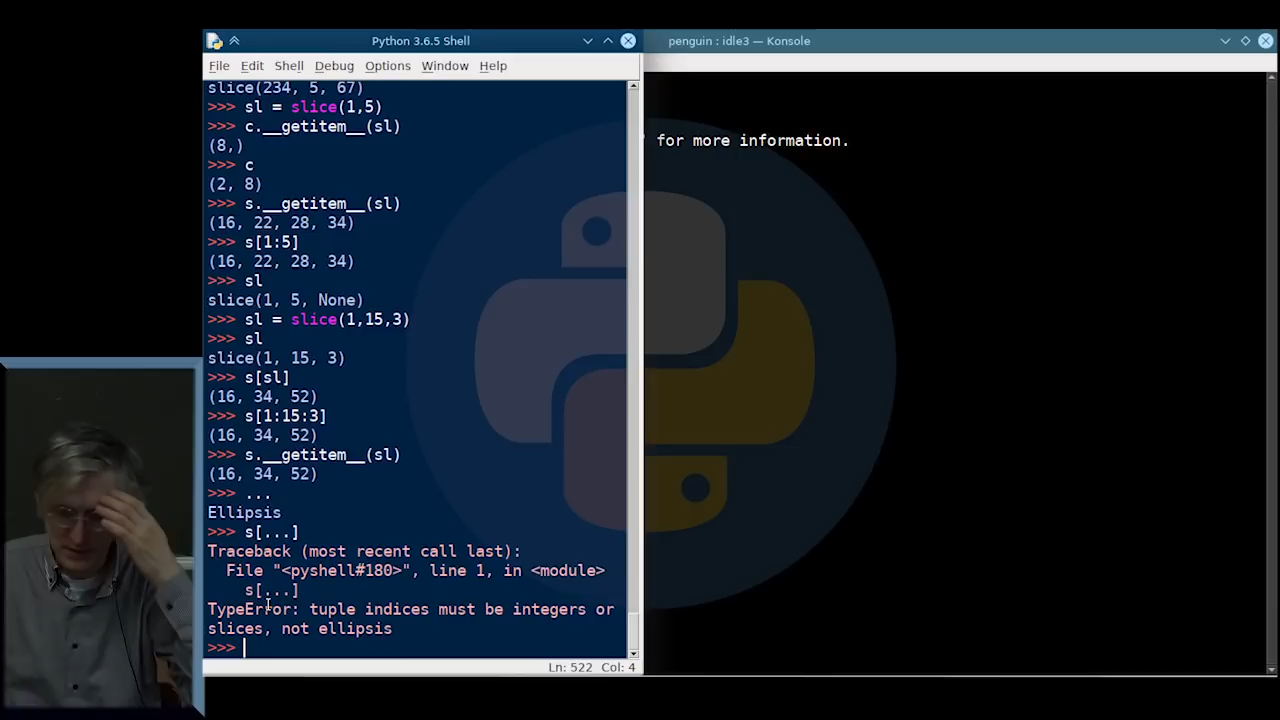 Python 3.6.5 Shell
penguin : idle3 — Konsole
File Edit Shell Debug Options Window Help
slice(234, 5, 67)
>>> sl = slice(1,5)
>>> c.__getitem__(sl)
(8,)
for more information.
>>> c
(2, 8)
>>> s.__getitem__(sl)
(16, 22, 28, 34)
>>> s[1:5]
(16, 22, 28, 34)
>>> sl
slice(1, 5, None)
>>> sl = slice(1,15,3)
>>> sl
slice(1, 15, 3)
>>> s[sl]
(16, 34, 52)
>>> s[1:15:3]
(16, 34, 52)
>>> s.__getitem__(sl)
(16, 34, 52)
>>> ...
Ellipsis
>>> s[...]
Traceback (most recent call last):
  File "<pyshell#180>", line 1, in <module>
    s[...]
TypeError: tuple indices must be integers or
slices, not ellipsis
>>>
Ln: 522 Col: 4